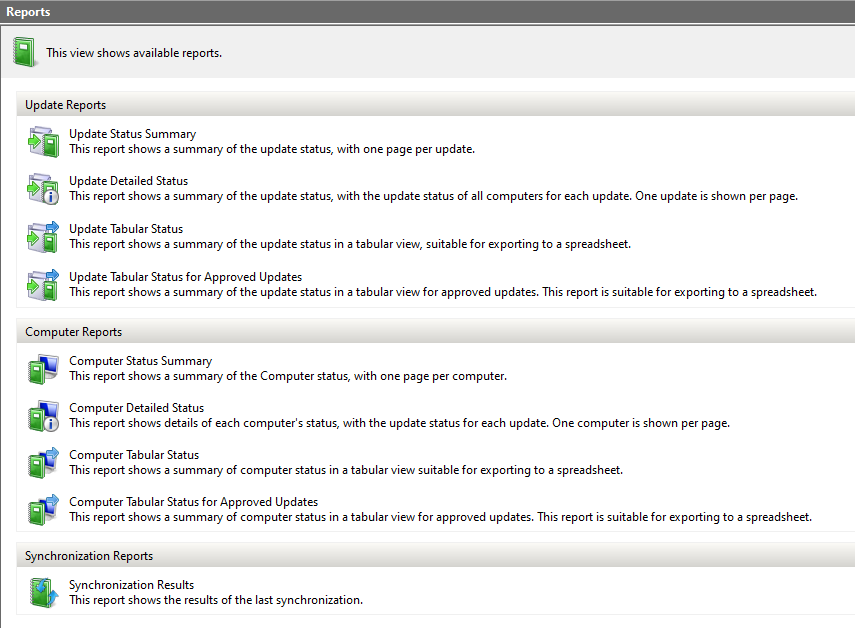 Reports
This view shows available reports.
Update Reports
Update Status Summary
This report shows a summary of the update status, with one page per update.
Update Detailed Status
This report shows a summary of the update status, with the update status of all computers for each update. One update is shown per page.
Update Tabular Status
This report shows a summary of the update status in a tabular view, suitable for exporting to a spreadsheet.
Update Tabular Status for Approved Updates
This report shows a summary of the update status in a tabular view for approved updates. This report is suitable for exporting to a spreadsheet.
Computer Reports
Computer Status Summary
This report shows a summary of the Computer status, with one page per computer.
Computer Detailed Status
This report shows details of each computer's status, with the update status for each update. One computer is shown per page.
Computer Tabular Status
This report shows a summary of computer status in a tabular view suitable for exporting to a spreadsheet.
Computer Tabular Status for Approved Updates
This report shows a summary of computer status in a tabular view for approved updates. This report is suitable for exporting to a spreadsheet.
Synchronization Reports
Synchronization Results
This report shows the results of the last synchronization.